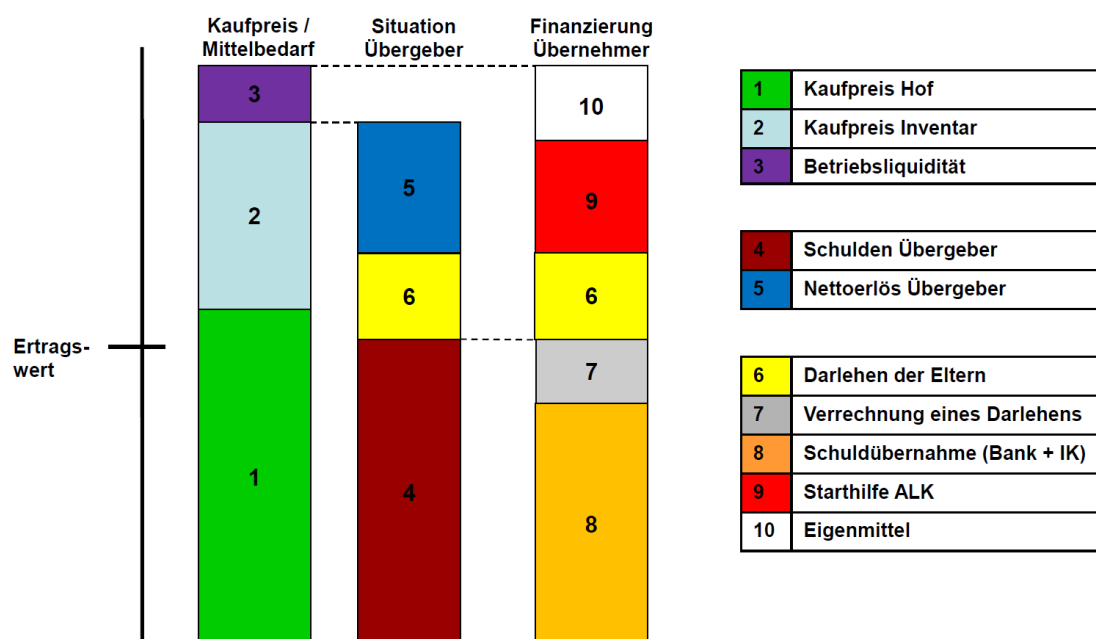 Kaufpreis /
Mittelbedarf
Situation
Übergeber
Finanzierung
Übernehmer
Ertrags-
wert
3
2
1
5
6
4
10
9
6
7
8
1 Kaufpreis Hof
2 Kaufpreis Inventar
3 Betriebsliquidität
4 Schulden Übergeber
5 Nettoerlös Übergeber
6 Darlehen der Eltern
7 Verrechnung eines Darlehens
8 Schuldübernahme (Bank + IK)
9 Starthilfe ALK
10 Eigenmittel